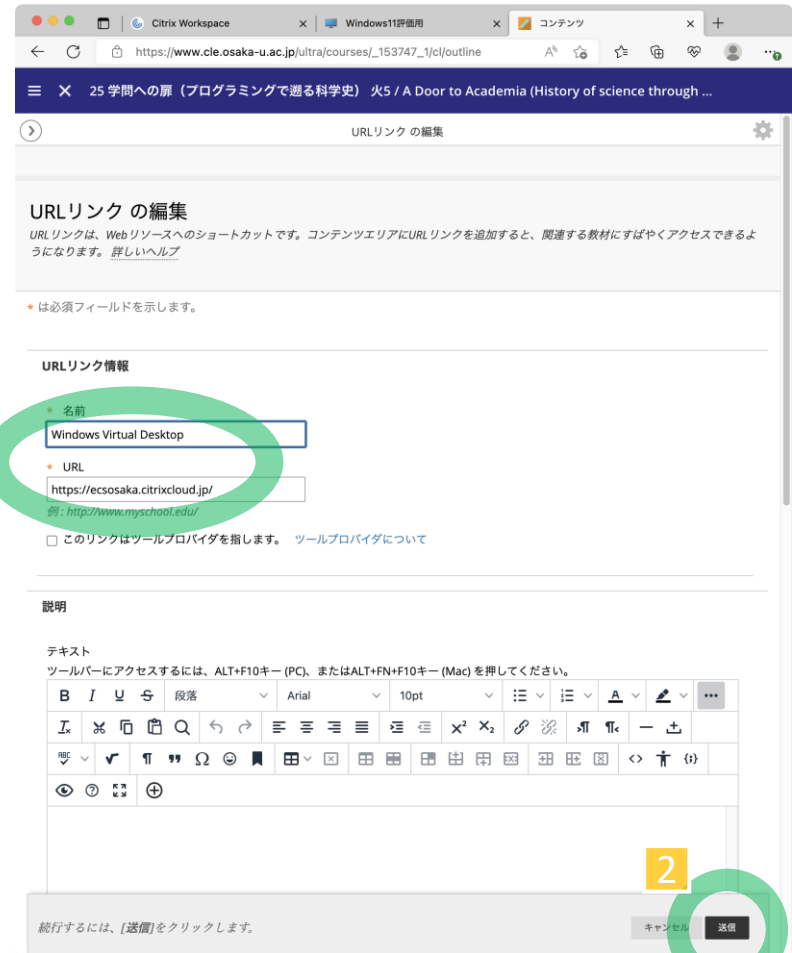 Citrix Workspace
Windows11評価用
コンテンツ
https://www.cle.osaka-u.ac.jp/ultra/courses/_153747_1/cl/outline
25 学問への扉（プログラミングで遡る科学史） 火5 / A Door to Academia (History of science through ...
URLリンク の編集
URLリンク の編集
URLリンクは、Webリソースへのショートカットです。コンテンツエリアにURLリンクを追加すると、関連する教材にすばやくアクセスできるよ
うになります。 詳しいヘルプ
* は必須フィールドを示します。
URLリンク情報
* 名前
Windows Virtual Desktop
* URL
https://ecsosaka.citrixcloud.jp/
例 : http://www.myschool.edu/
このリンクはツールプロバイダを指します。 ツールプロバイダについて
説明
テキスト
ツールバーにアクセスするには、ALT+F10キー (PC)、またはALT+FN+F10キー (Mac) を押してください。
B I U S 段落 Arial 10pt
2
続行するには、[送信]をクリックします。
キャンセル 送信